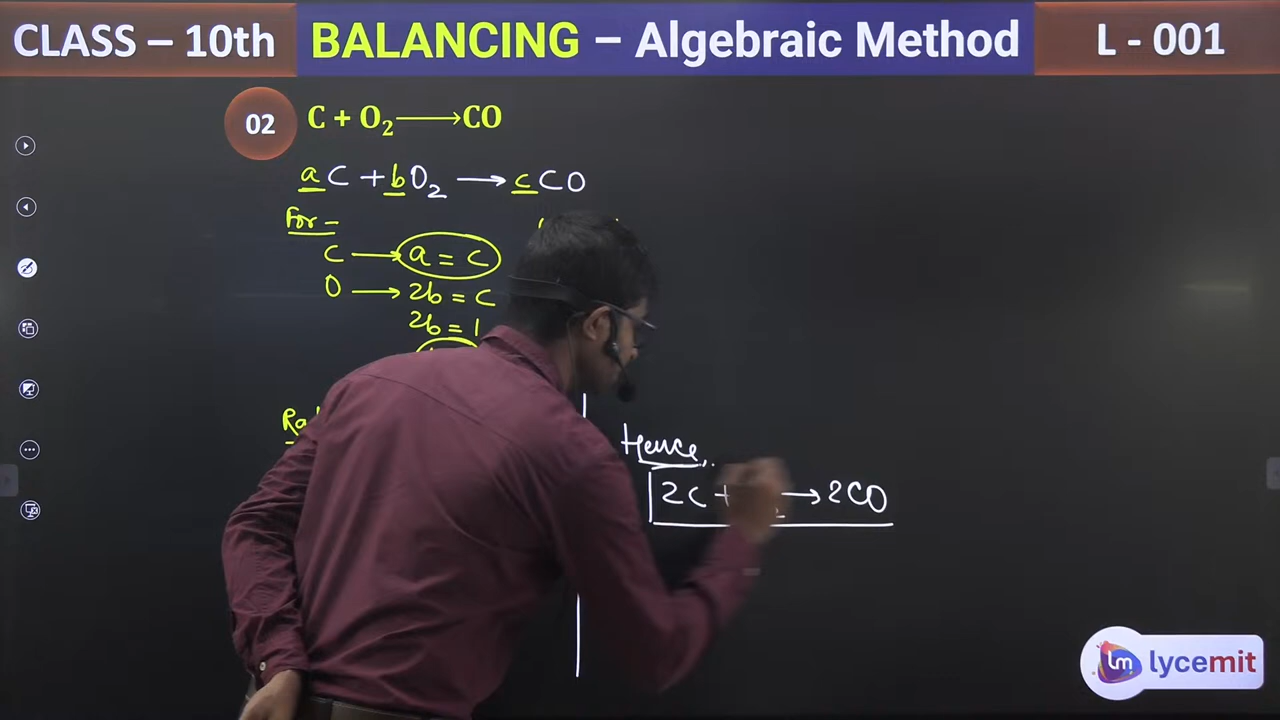 CLASS – 10th BALANCING – Algebraic Method L - 001
02 C + O₂ ⟶ CO
aC + bO₂ ⟶ cCO
For –
C ⟶ a = c
O ⟶ 2b = c
2b = 1
Hence,
2C + → 2CO
lm lycemit